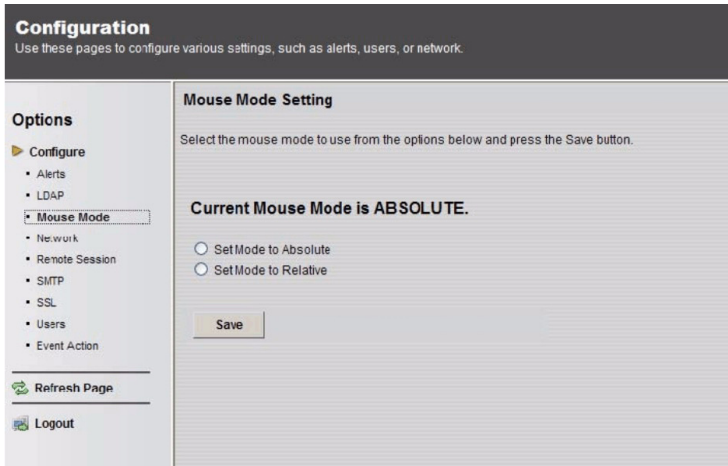 Configuration
Use these pages to configure various settings, such as alerts, users, or network.
Options
Configure
Alerts
LDAP
Mouse Mode
Network
Remote Session
SMTP
SSL
Users
Event Action
Refresh Page
Logout
Mouse Mode Setting
Select the mouse mode to use from the options below and press the Save button.
Current Mouse Mode is ABSOLUTE.
Set Mode to Absolute
Set Mode to Relative
Save